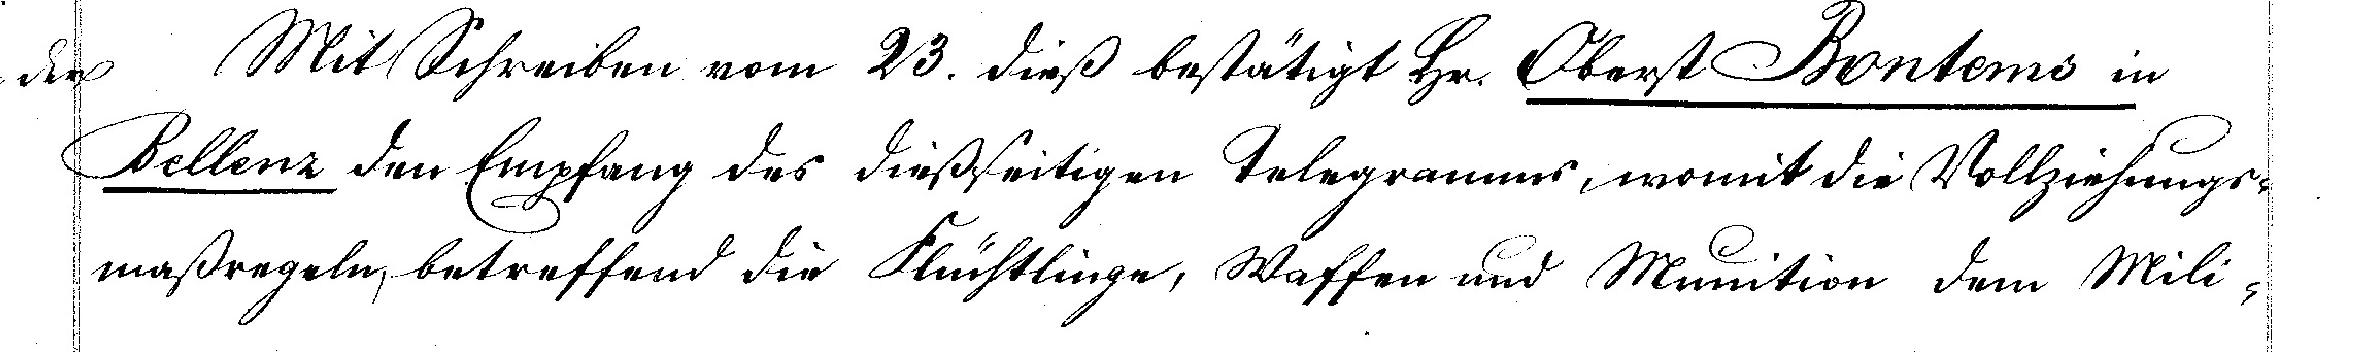 der Mit Schreiben vom 23. dieß bestätigt Hr. Oberst Bontems in
Bellenz den Empfang des dießseitigen Telegramms, womit die Vollziehungs-
maßregeln, betreffend die Flüchtlinge, Waffen und Munition dem Mili-